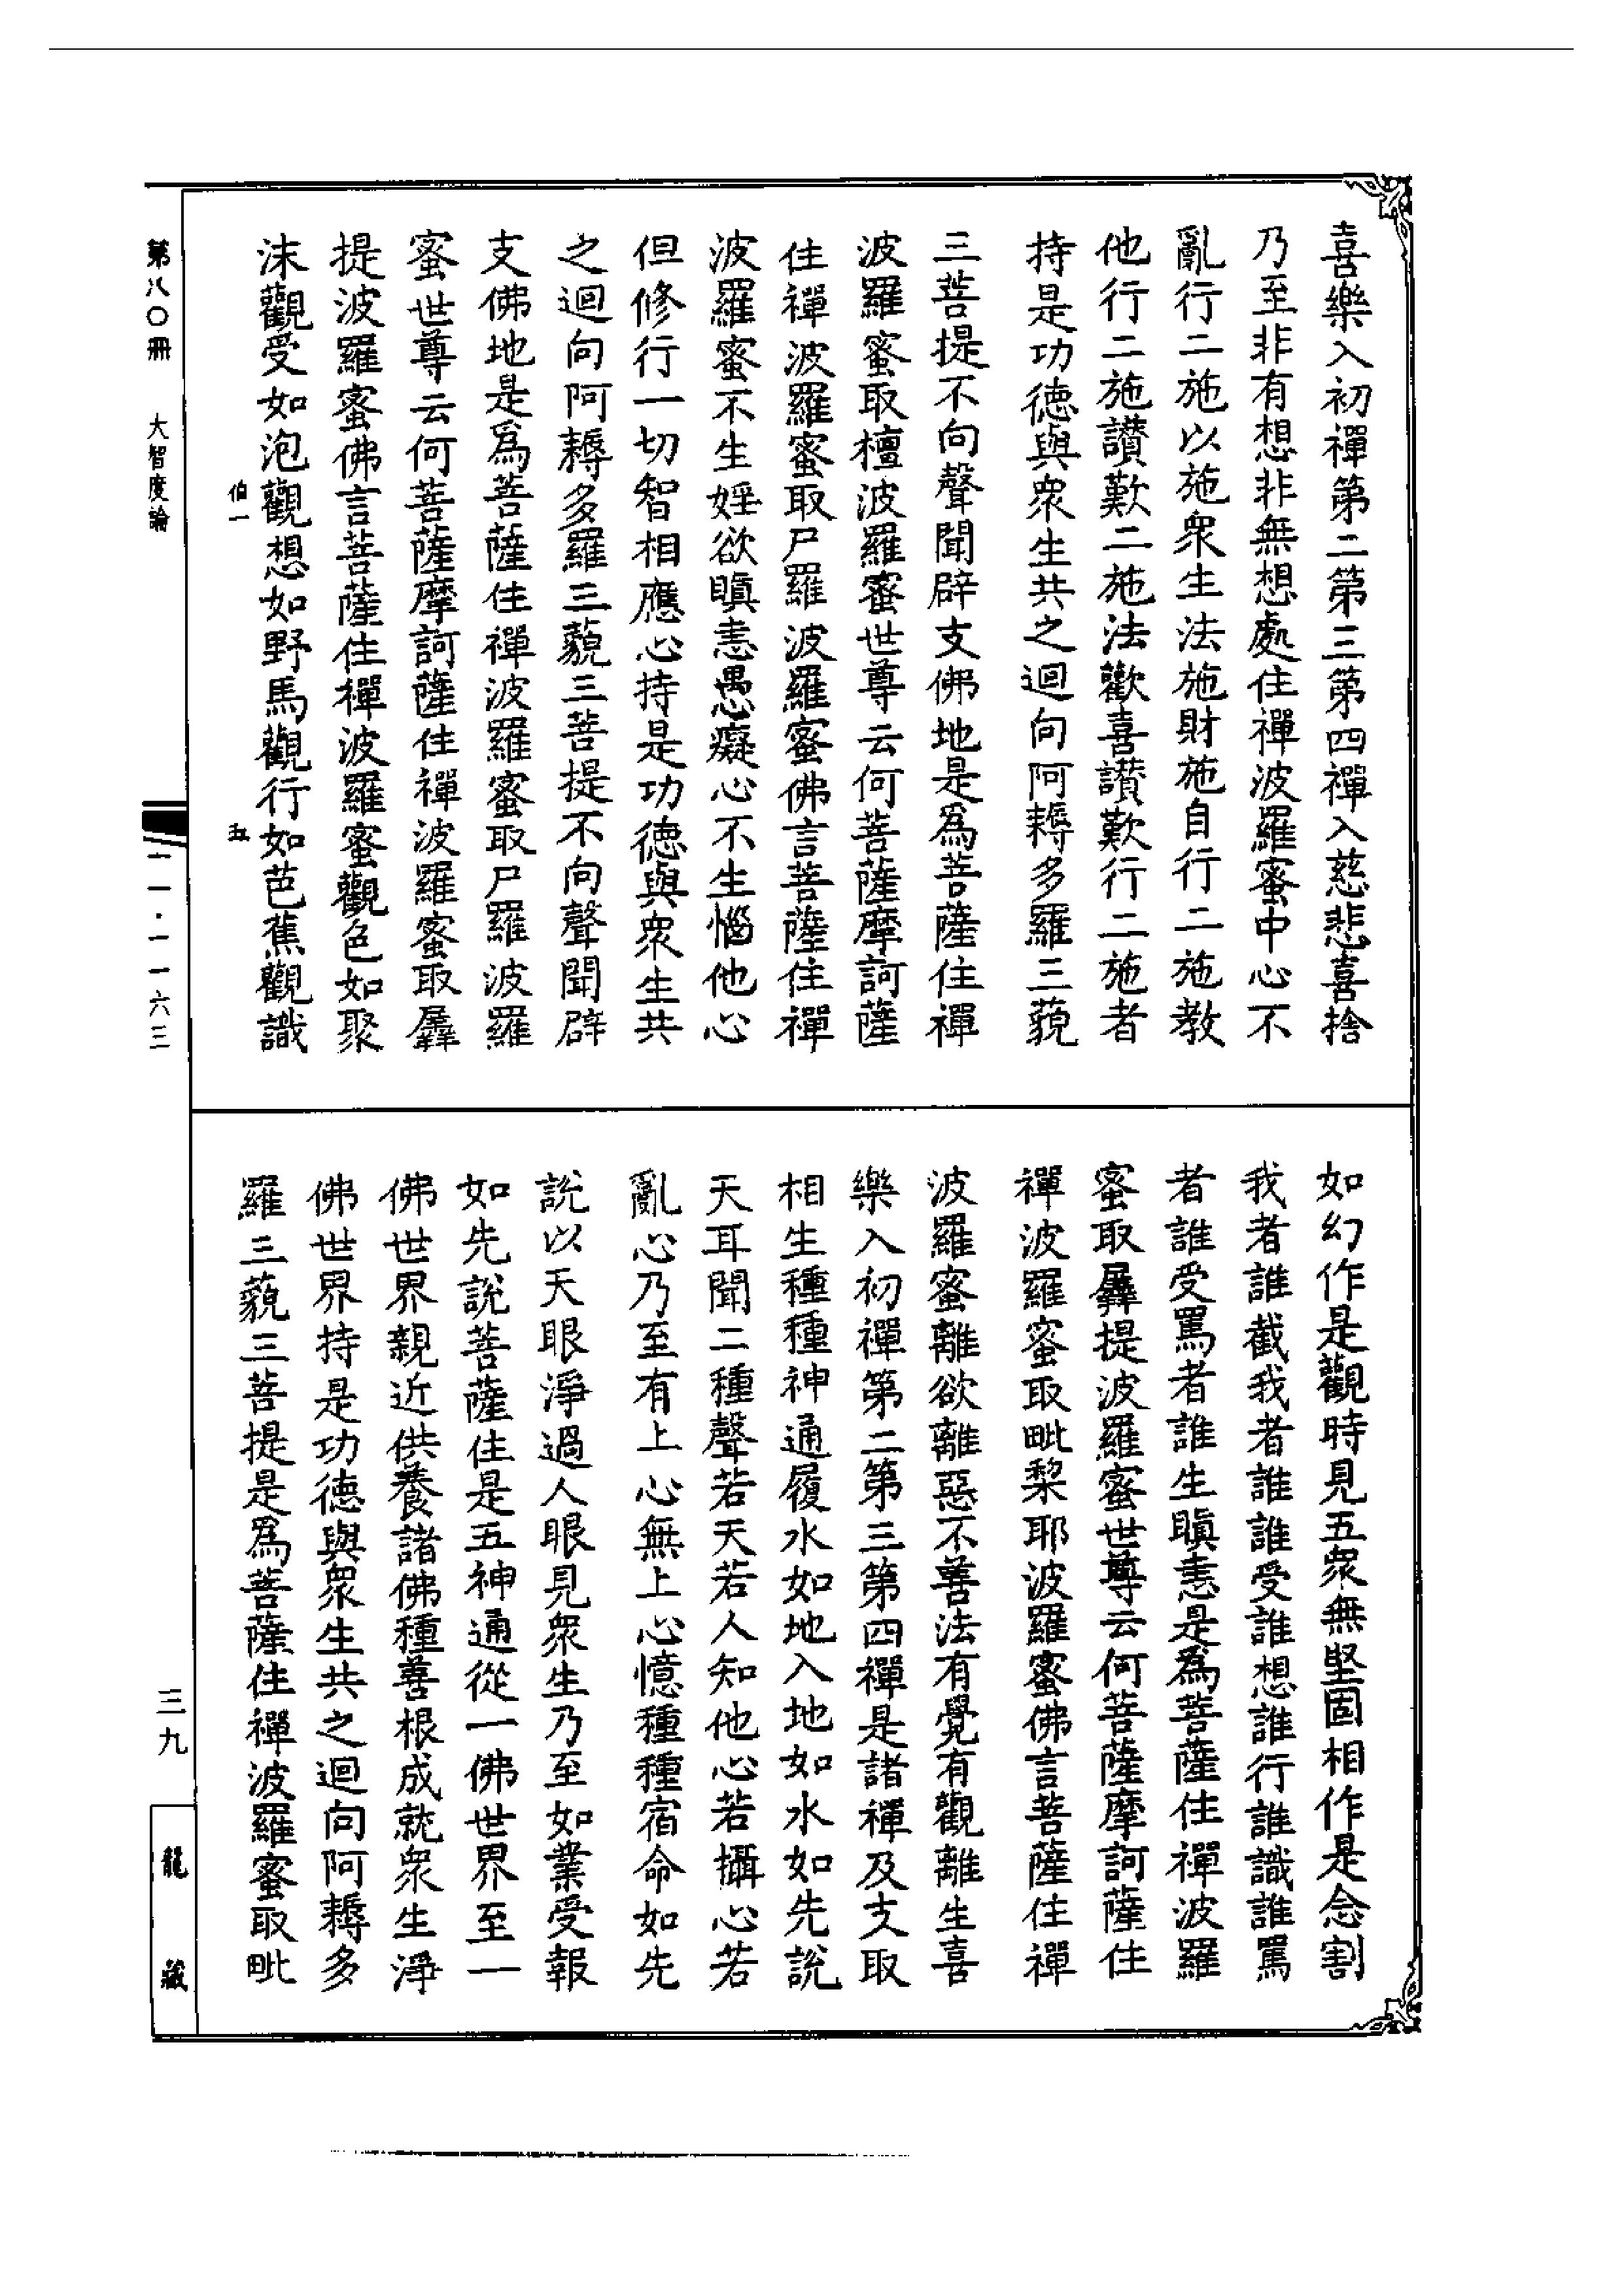 喜樂入初禪第二第三第四禪入慈悲喜捨
乃至非有想非無想處住禪波羅蜜中心不
亂行二施以施衆生法施財施自行二施教
他行二施讚歎二施法歡喜讚歎行二施者
持是功德與衆生共之迴向阿耨多羅三藐
三菩提不向聲聞辟支佛地是爲菩薩住禪
波羅蜜取檀波羅蜜世尊云何菩薩摩訶薩
住禪波羅蜜取尸羅波羅蜜佛言菩薩住禪
波羅蜜不生婬欲瞋恚愚癡心不生惱他心
但修行一切智相應心持是功德與衆生共
之迴向阿耨多羅三藐三菩提不向聲聞辟
支佛地是爲菩薩住禪波羅蜜取尸羅波羅
蜜世尊云何菩薩摩訶薩住禪波羅蜜取羼
提波羅蜜佛言菩薩住禪波羅蜜觀色如聚
沫觀受如泡觀想如野馬觀行如芭蕉觀識
伯一
五
如幻作是觀時見五衆無堅固相作是念割
我者誰截我者誰誰受誰想誰行誰識誰罵
者誰受罵者誰生瞋恚是爲菩薩住禪波羅
蜜取羼提波羅蜜世尊云何菩薩摩訶薩住
禪波羅蜜取毗棃耶波羅蜜佛言菩薩住禪
波羅蜜離欲離惡不善法有覺有觀離生喜
樂入初禪第二第三第四禪是諸禪及支取
相生種種神通履水如地入地如水如先說
天耳聞二種聲若天若人知他心若攝心若
亂心乃至有上心無上心憶種種宿命如先
說以天眼淨過人眼見衆生乃至如業受報
如先說菩薩住是五神通從一佛世界至一
佛世界親近供養諸佛種善根成就衆生淨
佛世界持是功德與衆生共之迴向阿耨多
羅三藐三菩提是爲菩薩住禪波羅蜜取毗
第八〇冊 大智度論
一一·一一六三
三九
龍藏